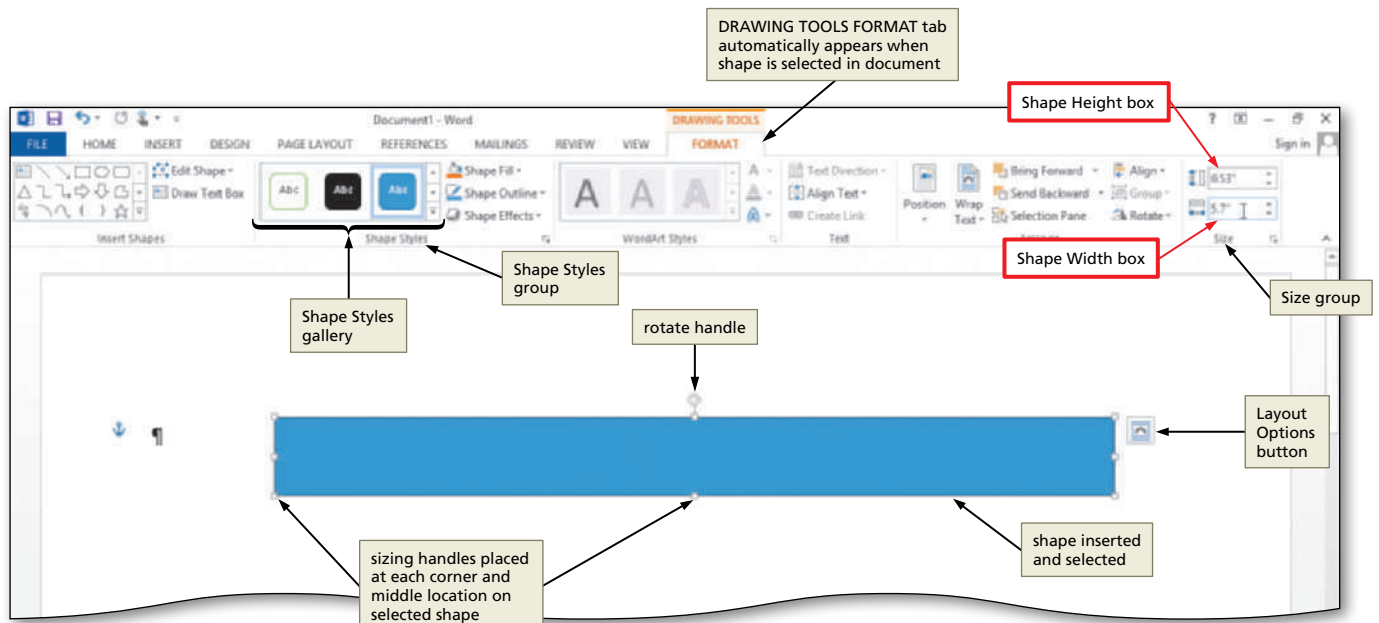 DRAWING TOOLS FORMAT tab
automatically appears when
shape is selected in document
Shape Height box
Document1 - Word
DRAWING TOOLS
?
FILE HOME INSERT DESIGN PAGE LAYOUT REFERENCES MAILINGS REVIEW VIEW FORMAT Sign in
Edit Shape
Draw Text Box
Insert Shapes
Abc Abc Abc
Shape Fill
Shape Outline
Shape Effects
Shape Styles
A A A
A
A
A
WordArt Styles
Text Direction
Align Text
Create Link
Text
Position
Wrap
Text
Bring Forward
Send Backward
Selection Pane
Align
Group
Rotate
0.53"
5.7"
Size
Shape Width box
Shape Styles
group
Size group
Shape Styles
gallery
rotate handle
Layout
Options
button
¶
shape inserted
and selected
sizing handles placed
at each corner and
middle location on
selected shape